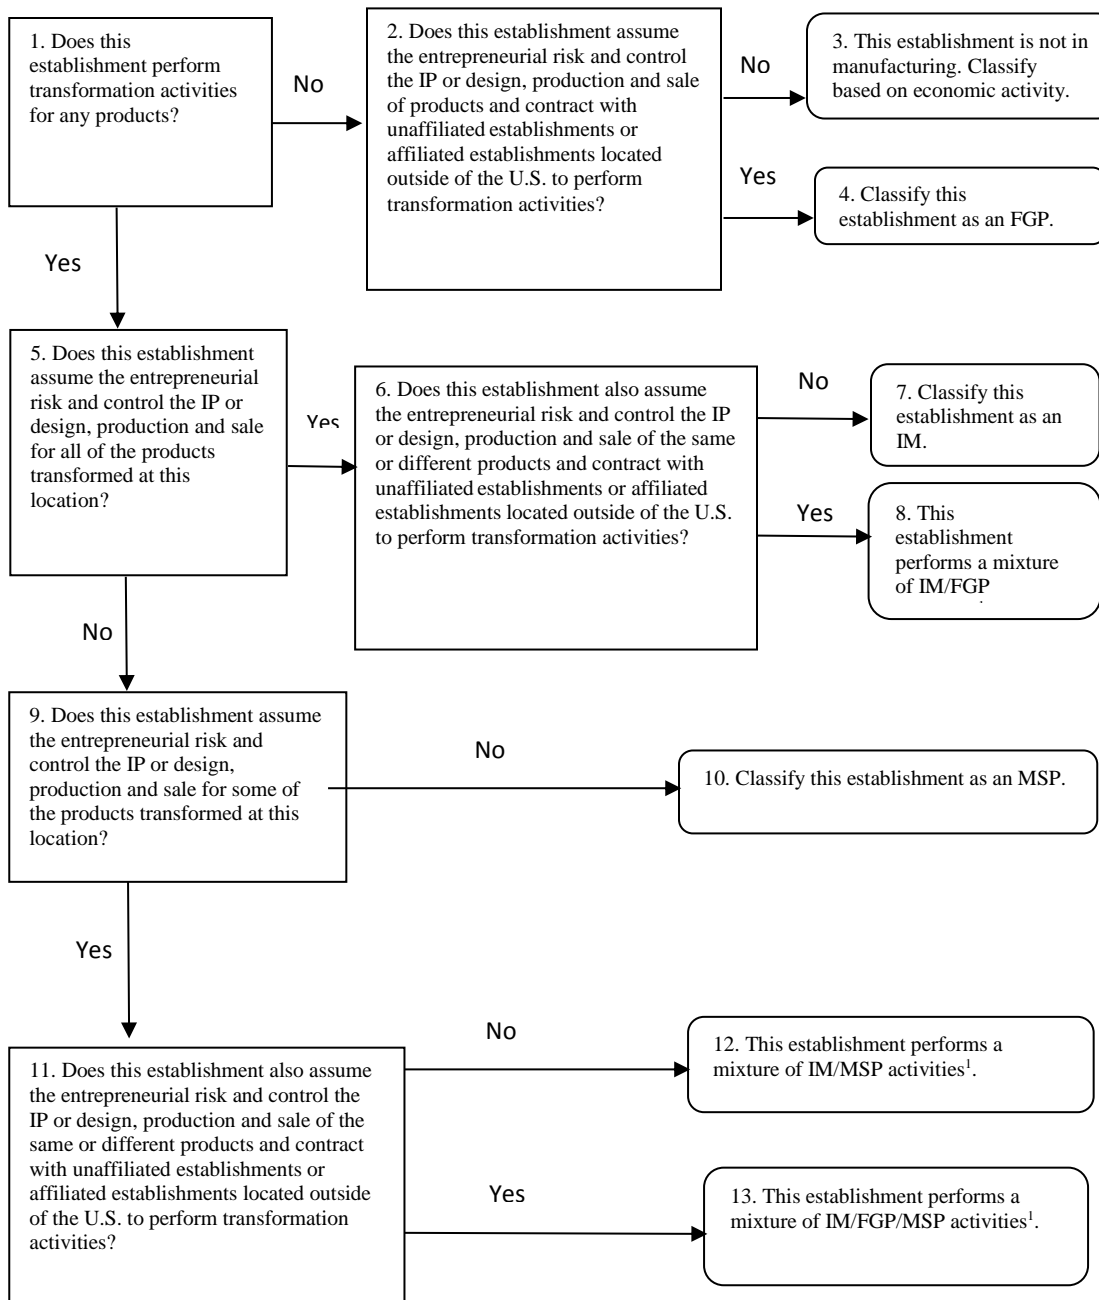 1. Does this
establishment perform
transformation activities
for any products?
No
2. Does this establishment assume
the entrepreneurial risk and control
the IP or design, production and sale
of products and contract with
unaffiliated establishments or
affiliated establishments located
outside of the U.S. to perform
transformation activities?
No
3. This establishment is not in
manufacturing. Classify
based on economic activity.
Yes
4. Classify this
establishment as an FGP.
Yes
5. Does this establishment
assume the entrepreneurial
risk and control the IP or
design, production and sale
for all of the products
transformed at this
location?
Yes
6. Does this establishment also assume
the entrepreneurial risk and control the IP
or design, production and sale of the same
or different products and contract with
unaffiliated establishments or affiliated
establishments located outside of the U.S.
to perform transformation activities?
No
7. Classify this
establishment as an
IM.
Yes
8. This
establishment
performs a mixture
of IM/FGP
No
9. Does this establishment assume
the entrepreneurial risk and
control the IP or design,
production and sale for some of
the products transformed at this
location?
No
10. Classify this establishment as an MSP.
Yes
11. Does this establishment also assume
the entrepreneurial risk and control the
IP or design, production and sale of the
same or different products and contract
with unaffiliated establishments or
affiliated establishments located outside
of the U.S. to perform transformation
activities?
No
12. This establishment performs a
mixture of IM/MSP activities¹.
Yes
13. This establishment performs a
mixture of IM/FGP/MSP activities¹.